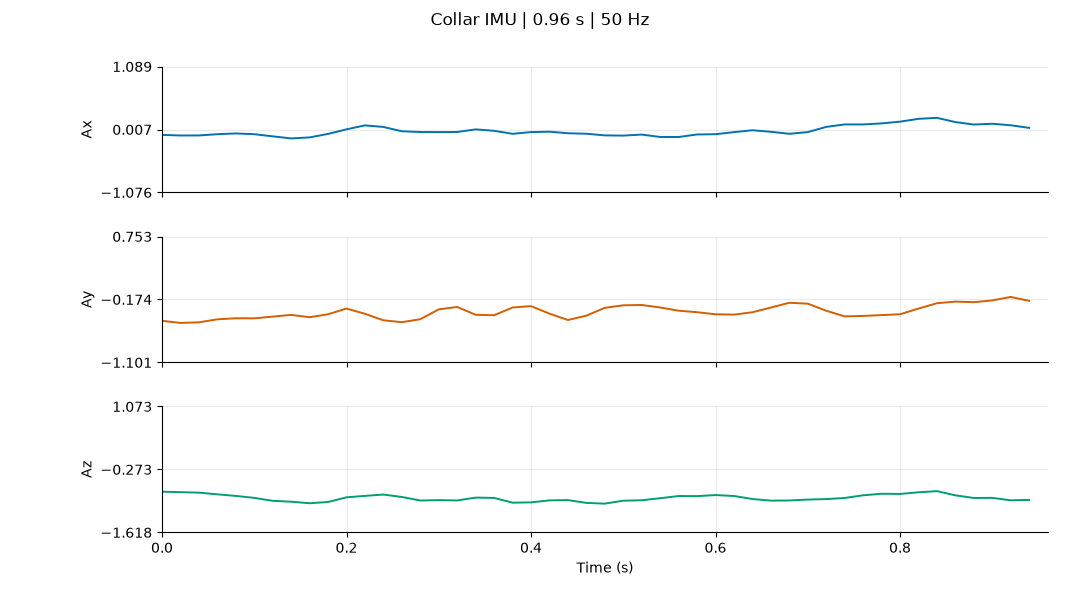 Collar IMU | 0.96 s | 50 Hz
1.089
0.007
−1.076
Ax
0.753
−0.174
−1.101
Ay
1.073
−0.273
−1.618
Az
0.0 0.2 0.4 0.6 0.8
Time (s)